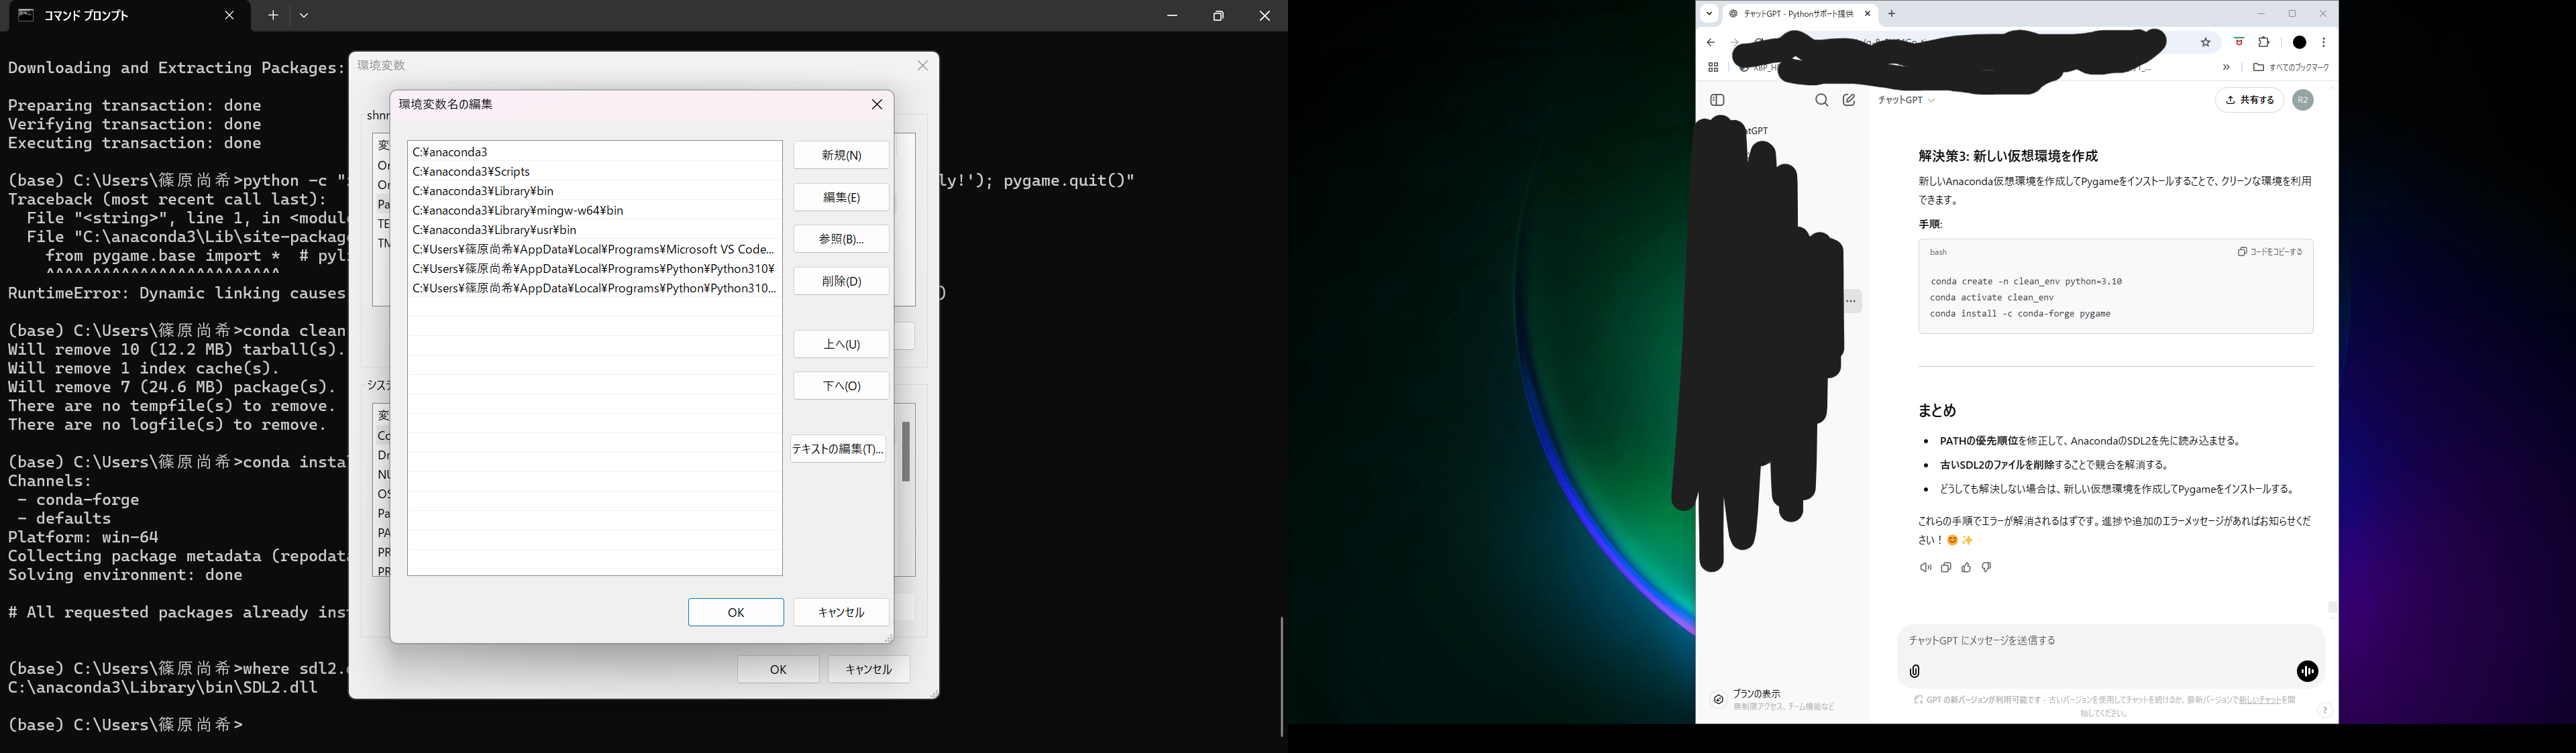 コマンド プロンプト
Downloading and Extracting Packages:
Preparing transaction: done
Verifying transaction: done
Executing transaction: done
(base) C:\Users\篠原尚希>python -c "
ly!'); pygame.quit()"
Traceback (most recent call last):
File "<string>", line 1, in <modul
File "C:\anaconda3\Lib\site-package
from pygame.base import *  # pyli
^^^^^^^^^^^^^^^^^^^^^^^^^
RuntimeError: Dynamic linking causes
(base) C:\Users\篠原尚希>conda clean
Will remove 10 (12.2 MB) tarball(s).
Will remove 1 index cache(s).
Will remove 7 (24.6 MB) package(s).
There are no tempfile(s) to remove.
There are no logfile(s) to remove.
(base) C:\Users\篠原尚希>conda instal
Channels:
- conda-forge
- defaults
Platform: win-64
Collecting package metadata (repodata
Solving environment: done
# All requested packages already inst
(base) C:\Users\篠原尚希>where sdl2.
C:\anaconda3\Library\bin\SDL2.dll
(base) C:\Users\篠原尚希>
環境変数
shnr
変
Or
Or
Pa
TE
TM
システ
変
Co
Dr
NU
OS
Pa
PA
PR
PR
OK
キャンセル
環境変数名の編集
C:¥anaconda3
C:¥anaconda3¥Scripts
C:¥anaconda3¥Library¥bin
C:¥anaconda3¥Library¥mingw-w64¥bin
C:¥anaconda3¥Library¥usr¥bin
C:¥Users¥篠原尚希¥AppData¥Local¥Programs¥Microsoft VS Code...
C:¥Users¥篠原尚希¥AppData¥Local¥Programs¥Python¥Python310¥
C:¥Users¥篠原尚希¥AppData¥Local¥Programs¥Python¥Python310...
新規(N)
編集(E)
参照(B)...
削除(D)
上へ(U)
下へ(O)
テキストの編集(T)...
OK
キャンセル
チャットGPT - Pythonサポート提供
すべてのブックマーク
チャットGPT
共有する
R2
atGPT
解決策3: 新しい仮想環境を作成
新しいAnaconda仮想環境を作成してPygameをインストールすることで、クリーンな環境を利用
できます。
手順:
bash
コードをコピーする
conda create -n clean_env python=3.10
conda activate clean_env
conda install -c conda-forge pygame
まとめ
• PATHの優先順位を修正して、AnacondaのSDL2を先に読み込ませる。
• 古いSDL2のファイルを削除することで競合を解消する。
• どうしても解決しない場合は、新しい仮想環境を作成してPygameをインストールする。
これらの手順でエラーが解消されるはずです。進捗や追加のエラーメッセージがあればお知らせくだ
さい！😊 ✨
チャットGPT にメッセージを送信する
プランの表示
無制限アクセス、チーム機能など
GPT の新バージョンが利用可能です - 古いバージョンを使用してチャットを続けるか、最新バージョンで新しいチャットを開
始してください。
?